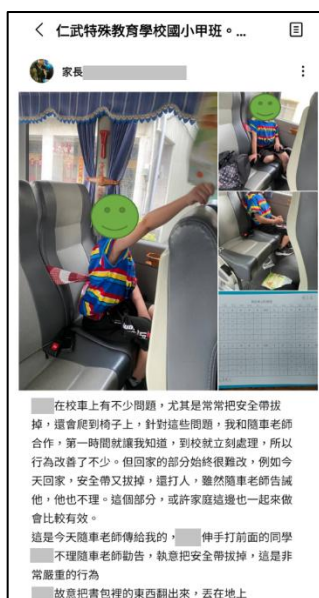 仁武特殊教育學校國小甲班。...
家長
在校車上有不少問題，尤其是常常把安全帶拔
掉，還會爬到椅子上，針對這些問題，我和隨車老師
合作，第一時間就讓我知道，到校就立刻處理，所以
行為改善了不少。但回家的部分始終很難改，例如今
天回家，安全帶又拔掉，還打人，雖然隨車老師告誡
他，他也不理。這個部分，或許家庭這邊也一起來做
會比較有效。
這是今天隨車老師傳給我的，
伸手打前面的同學
不理隨車老師勸告，執意把安全帶拔掉，這是非
常嚴重的行為
故意把書包裡的東西翻出來，丟在地上